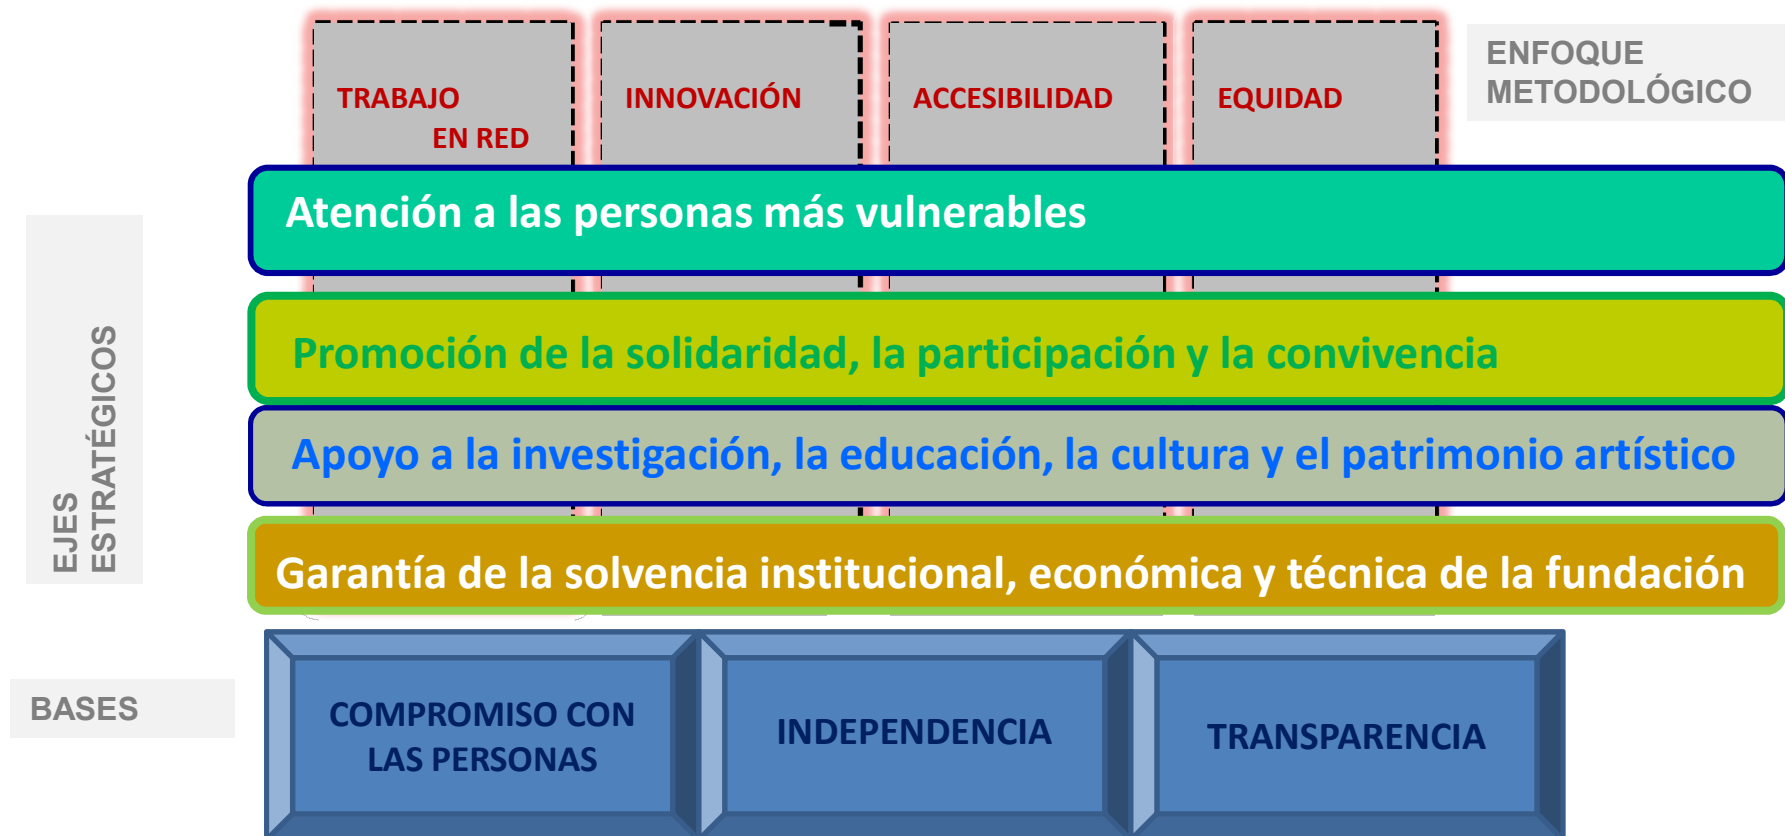 TRABAJO
EN RED
INNOVACIÓN
ACCESIBILIDAD
EQUIDAD
ENFOQUE
METODOLÓGICO
Atención a las personas más vulnerables
Promoción de la solidaridad, la participación y la convivencia
Apoyo a la investigación, la educación, la cultura y el patrimonio artístico
Garantía de la solvencia institucional, económica y técnica de la fundación
EJES
ESTRATÉGICOS
BASES
COMPROMISO CON
LAS PERSONAS
INDEPENDENCIA
TRANSPARENCIA